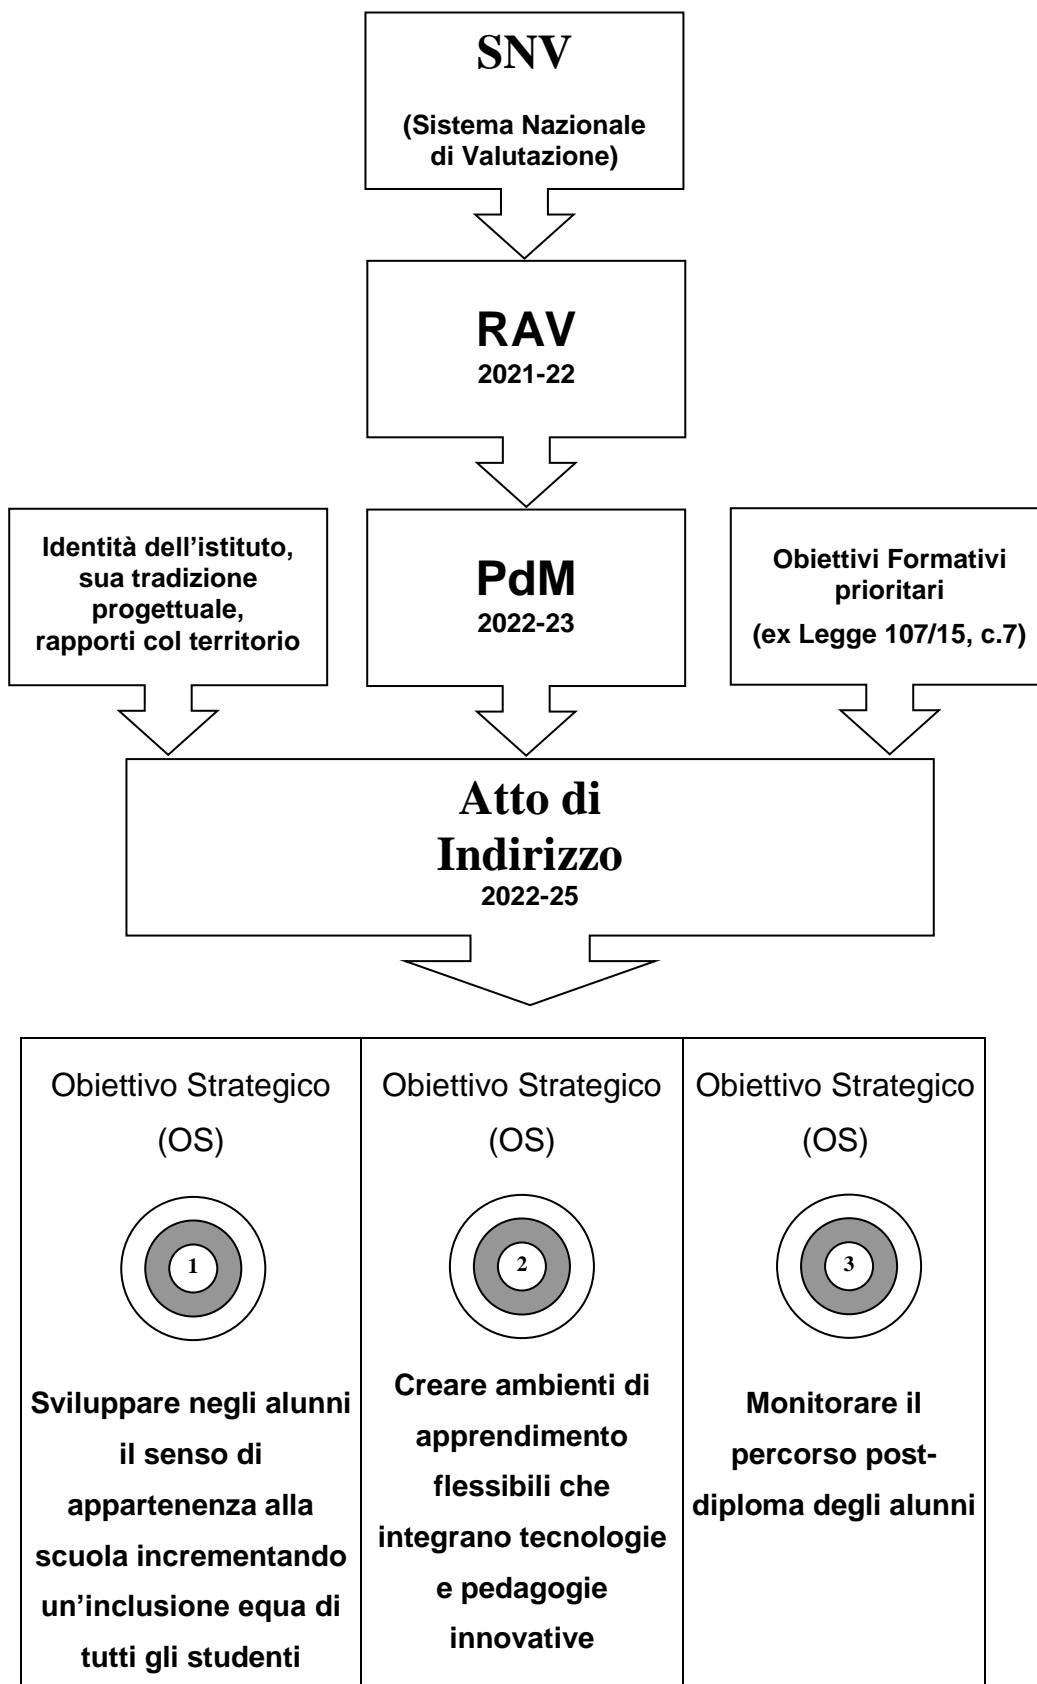 SNV
(Sistema Nazionale
di Valutazione)
RAV
2021-22
Identità dell’istituto,
sua tradizione
progettuale,
rapporti col territorio
PdM
2022-23
Obiettivi Formativi
prioritari
(ex Legge 107/15, c.7)
Atto di
Indirizzo
2022-25
Obiettivo Strategico
(OS)
1
Sviluppare negli alunni
il senso di
appartenenza alla
scuola incrementando
un’inclusione equa di
tutti gli studenti
Obiettivo Strategico
(OS)
2
Creare ambienti di
apprendimento
flessibili che
integrano tecnologie
e pedagogie
innovative
Obiettivo Strategico
(OS)
3
Monitorare il
percorso post-
diploma degli alunni